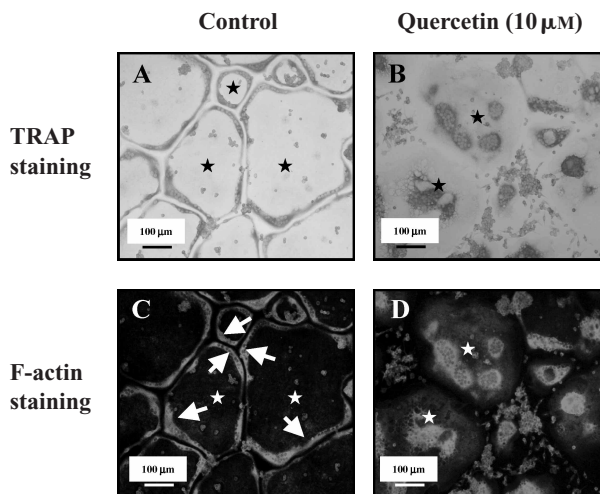 Control
Quercetin (10 µM)
TRAP
staining
A
100 µm
B
100 µm
F-actin
staining
C
100 µm
D
100 µm